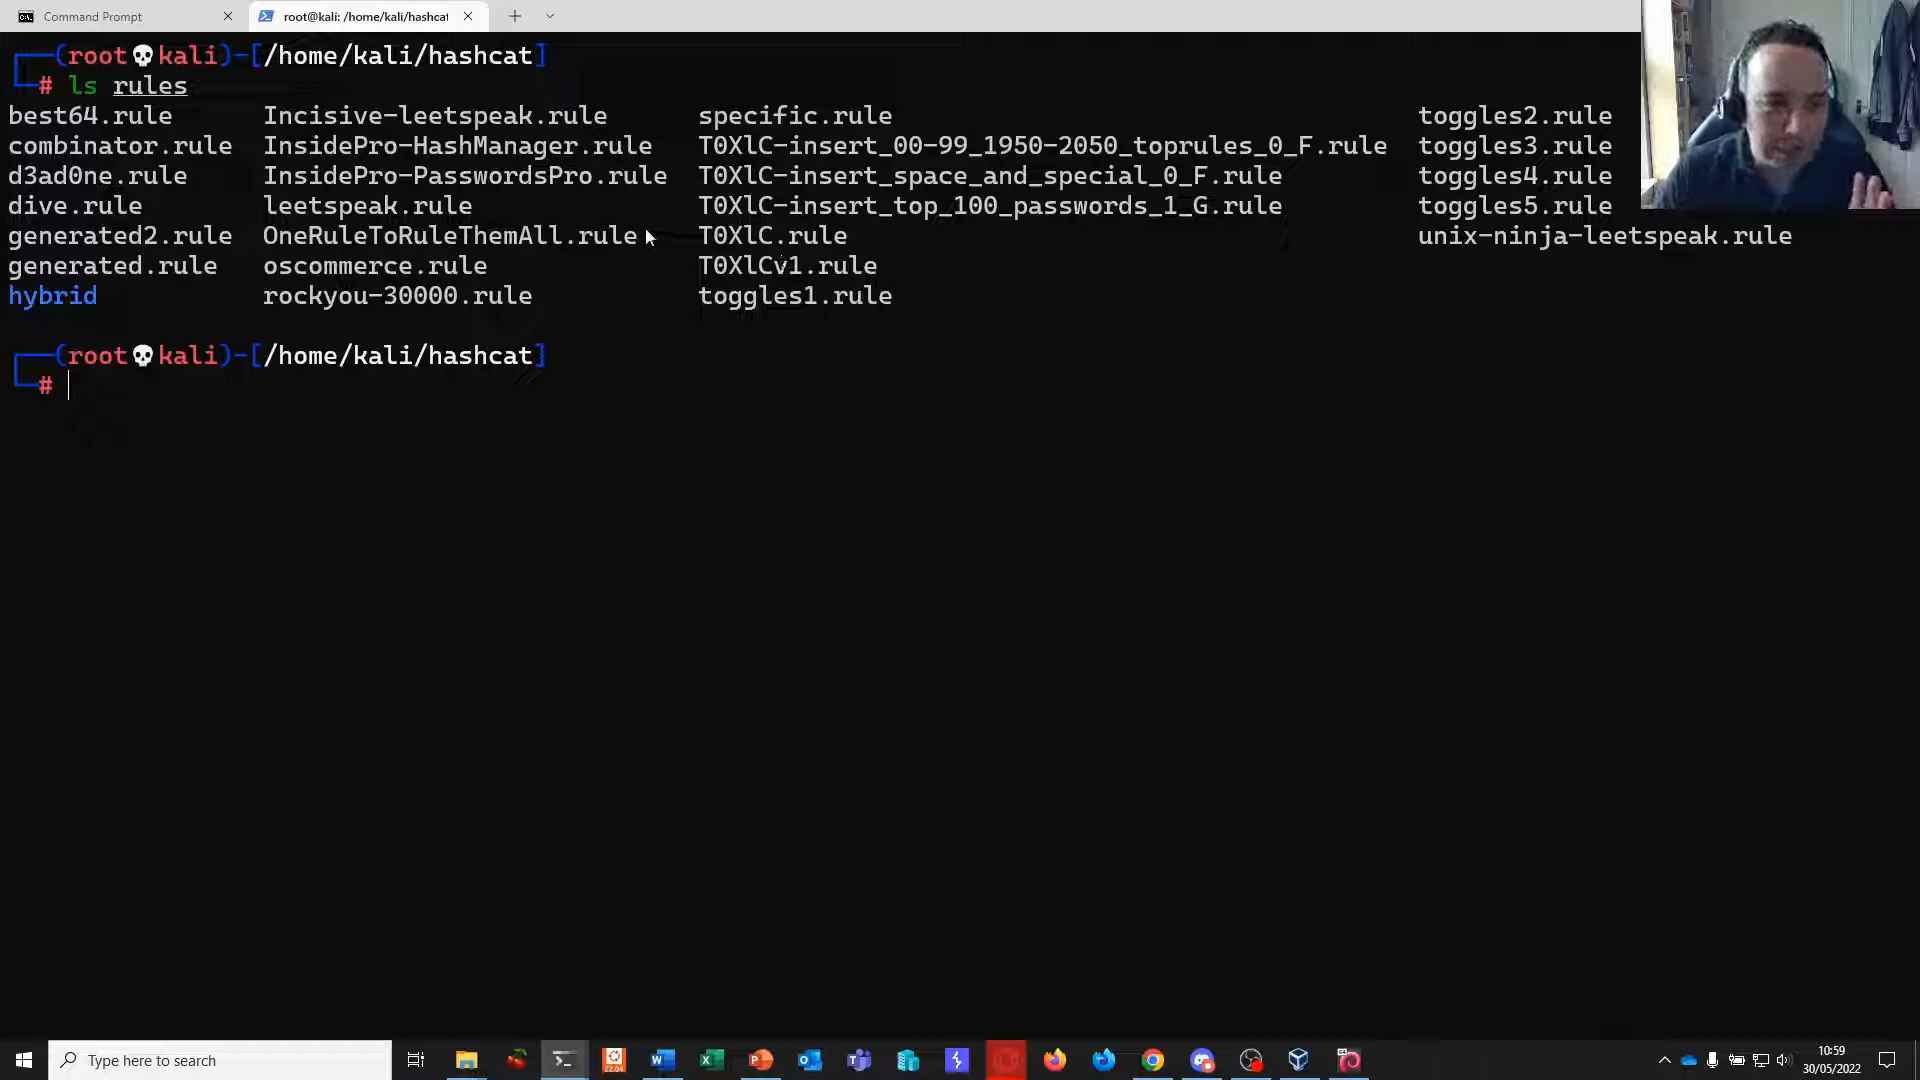 Command Prompt
root@kali: /home/kali/hashcat
(root💀kali)-[/home/kali/hashcat]
# ls rules
best64.rule Incisive-leetspeak.rule specific.rule toggles2.rule
combinator.rule InsidePro-HashManager.rule T0XlC-insert_00-99_1950-2050_toprules_0_F.rule toggles3.rule
d3ad0ne.rule InsidePro-PasswordsPro.rule T0XlC-insert_space_and_special_0_F.rule toggles4.rule
dive.rule leetspeak.rule T0XlC-insert_top_100_passwords_1_G.rule toggles5.rule
generated2.rule OneRuleToRuleThemAll.rule T0XlC.rule unix-ninja-leetspeak.rule
generated.rule oscommerce.rule T0XlCv1.rule
hybrid rockyou-30000.rule toggles1.rule
(root💀kali)-[/home/kali/hashcat]
#
Type here to search
22.04
10:59
30/05/2022